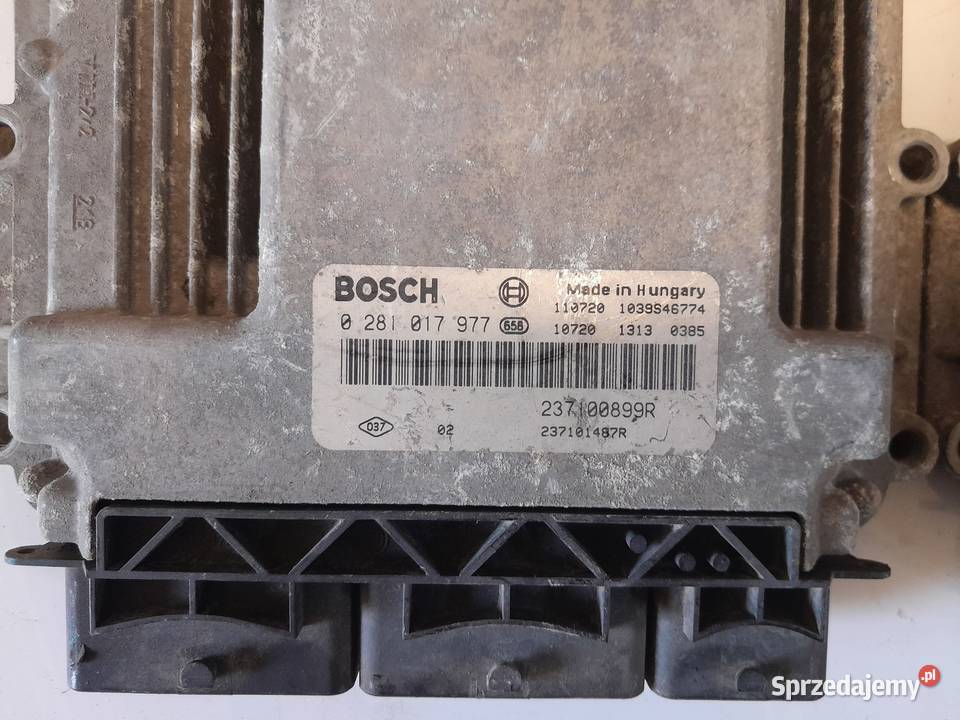 BOSCH
Made in Hungary
110720 1039S46774
0 281 017 977 658
10720 1313 0385
237100899R
037 02 237101487R
Sprzedajemy.pl